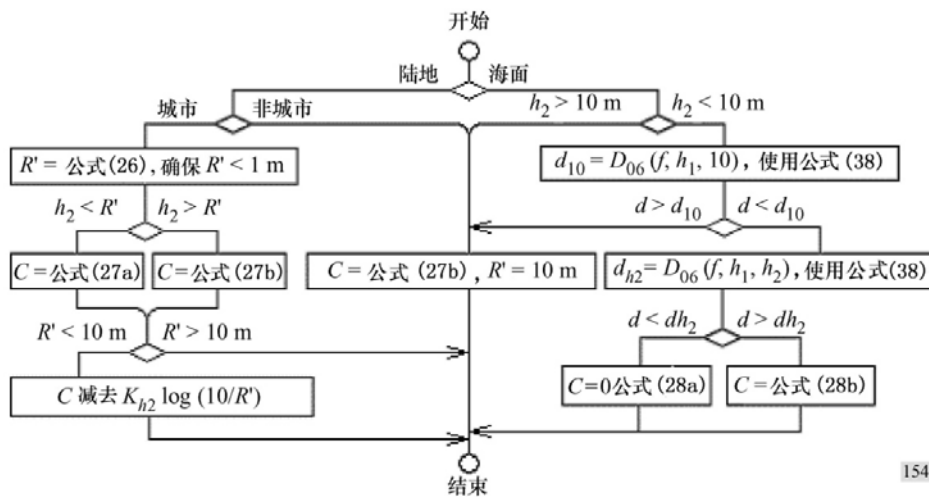 开始
陆地 海面
城市 非城市
h₂ > 10 m h₂ < 10 m
R' = 公式(26),确保 R' < 1 m
d₁₀ = D₀₆ (f, h₁, 10), 使用公式 (38)
h₂ < R' h₂ > R'
d > d₁₀ d < d₁₀
C =公式(27a) C =公式(27b)
C = 公式 (27b) , R' = 10 m
d_h2 = D₀₆ (f, h₁, h₂), 使用公式(38)
R' < 10 m R' > 10 m
d < dh₂ d > dh₂
C 减去 K_h2 log (10/R')
C=0公式(28a) C =公式(28b)
结束
154